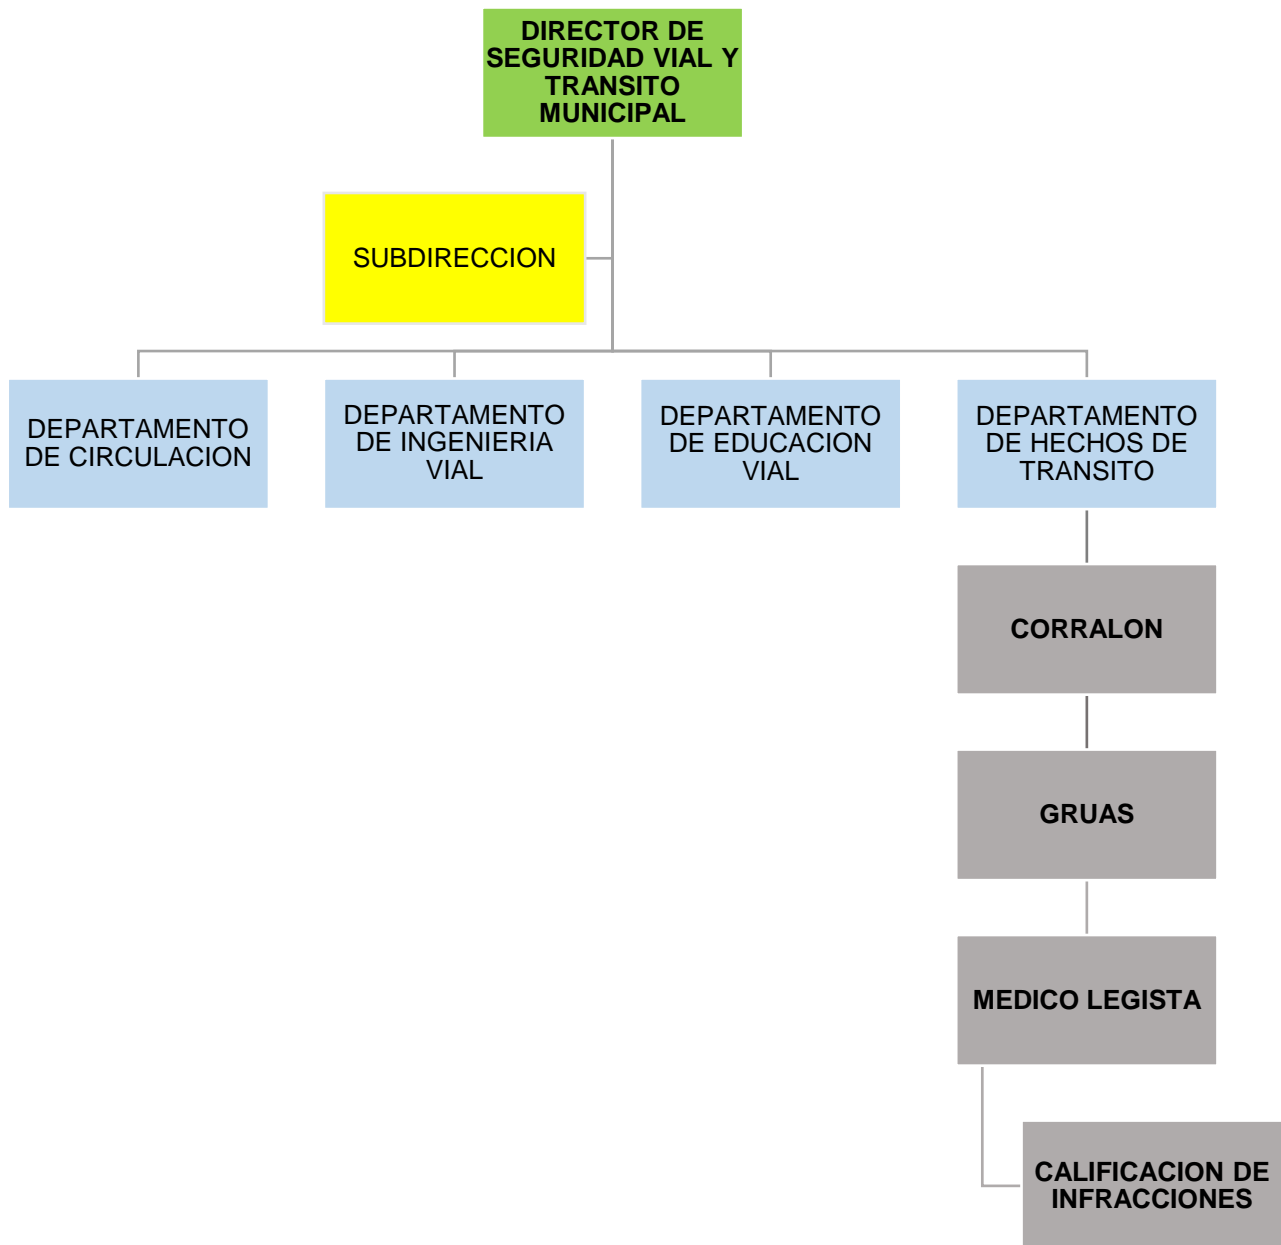 DIRECTOR DE
SEGURIDAD VIAL Y
TRANSITO
MUNICIPAL
SUBDIRECCION
DEPARTAMENTO
DE CIRCULACION
DEPARTAMENTO
DE INGENIERIA
VIAL
DEPARTAMENTO
DE EDUCACION
VIAL
DEPARTAMENTO
DE HECHOS DE
TRANSITO
CORRALON
GRUAS
MEDICO LEGISTA
CALIFICACION DE
INFRACCIONES